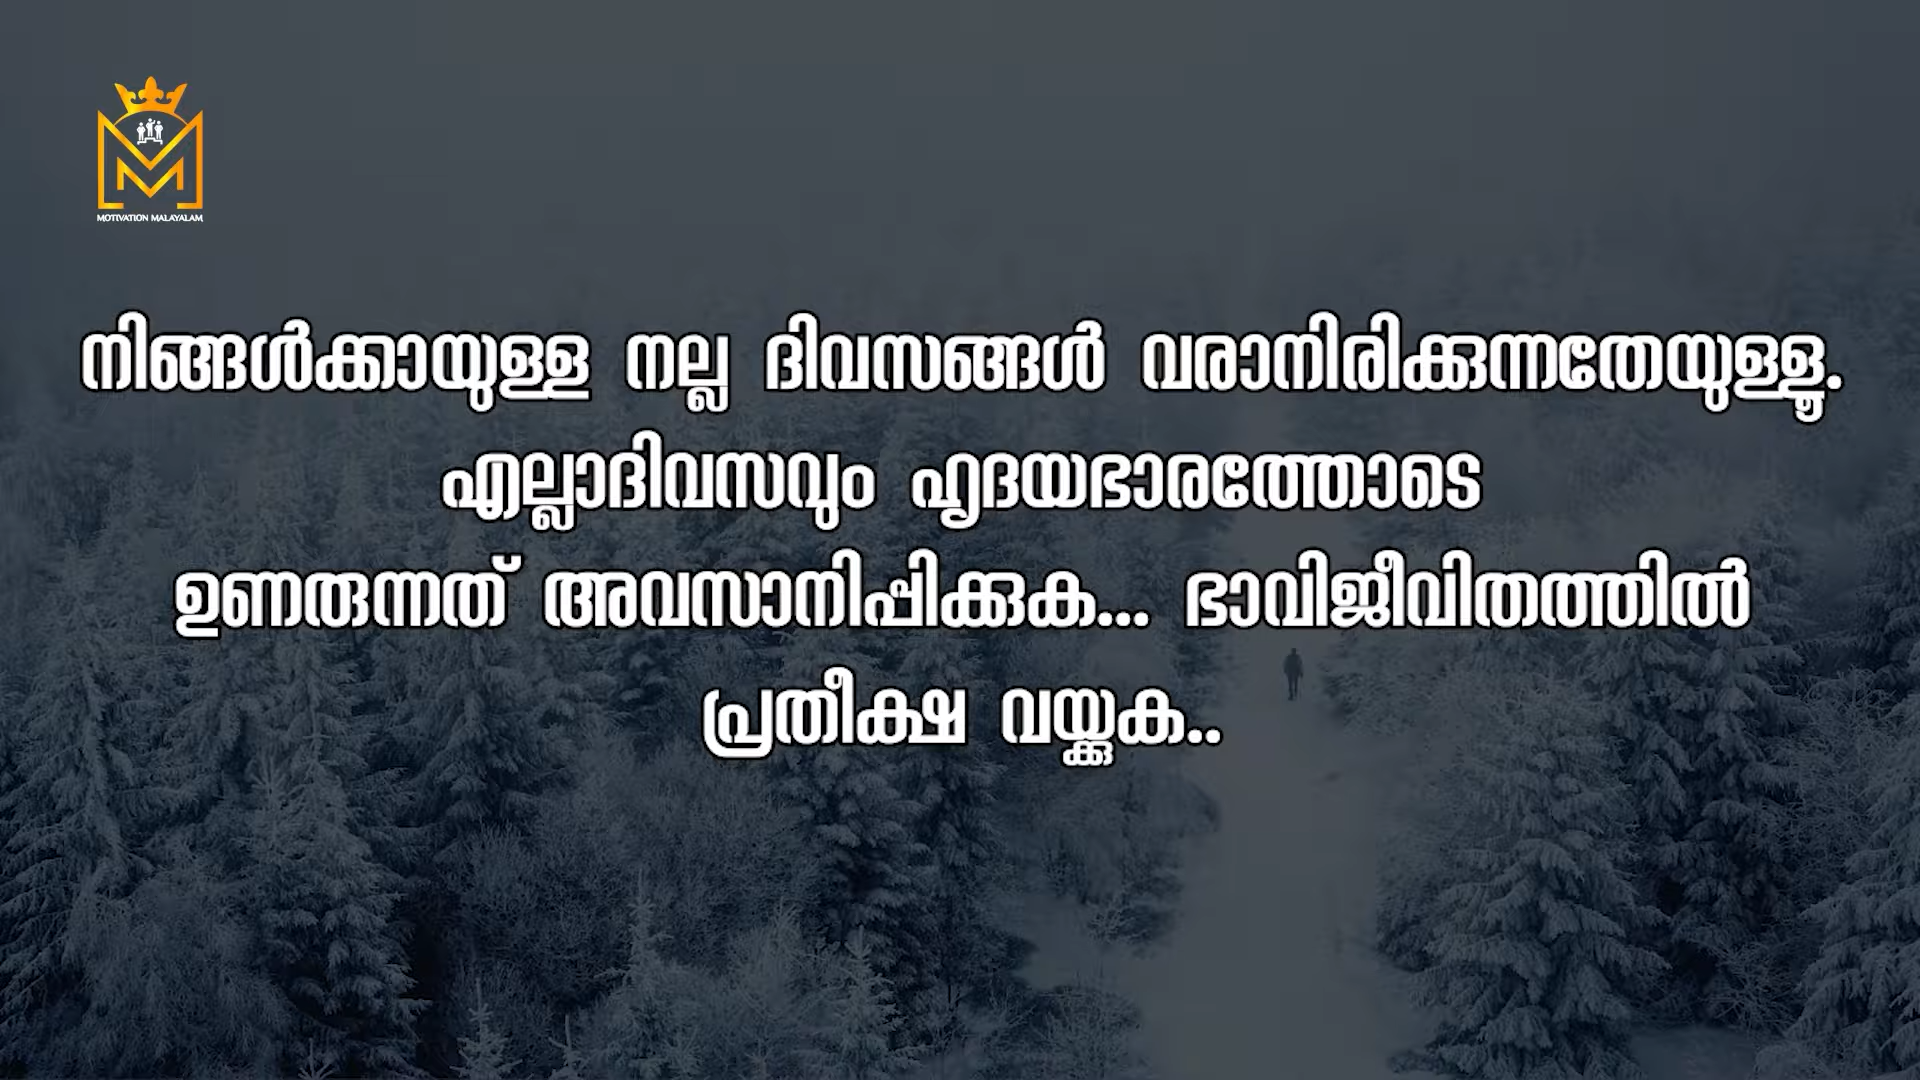 MOTIVATION MALAYALAM
നിങ്ങൾക്കായുള്ള നല്ല ദിവസങ്ങൾ വരാനിരിക്കുന്നതേയുള്ളൂ.
എല്ലാദിവസവും ഹൃദയഭാരത്തോടെ
ഉണരുന്നത് അവസാനിപ്പിക്കുക... ഭാവിജീവിതത്തിൽ
പ്രതീക്ഷ വയ്ക്കുക..